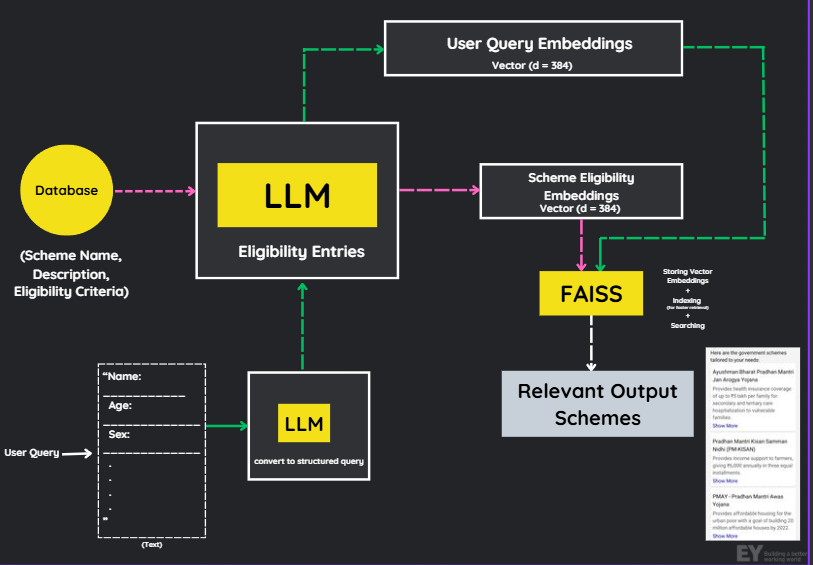 User Query Embeddings
Vector (d = 384)
Database
(Scheme Name,
Description,
Eligibility Criteria)
LLM
Eligibility Entries
Scheme Eligibility
Embeddings
Vector (d = 384)
FAISS
Storing Vector
Embeddings
+
Indexing
(for faster retrieval)
+
Searching
Relevant Output
Schemes
User Query
“Name:
Age:
Sex:
.
.
.
.
”
(Text)
LLM
convert to structured query
Here are the government schemes
tailored to your needs:
Ayushman Bharat Pradhan Mantri
Jan Arogya Yojana
Provides health insurance coverage
of up to ₹5 lakh per family for
secondary and tertiary care
hospitalization to vulnerable
families.
Show More
Pradhan Mantri Kisan Samman
Nidhi (PM-KISAN)
Provides income support to farmers,
giving ₹6,000 annually in three equal
installments.
Show More
PMAY - Pradhan Mantri Awas
Yojana
Provides affordable housing for the
urban poor with a goal of building 20
million affordable houses by 2022.
Show More
EY
Building a better
working world